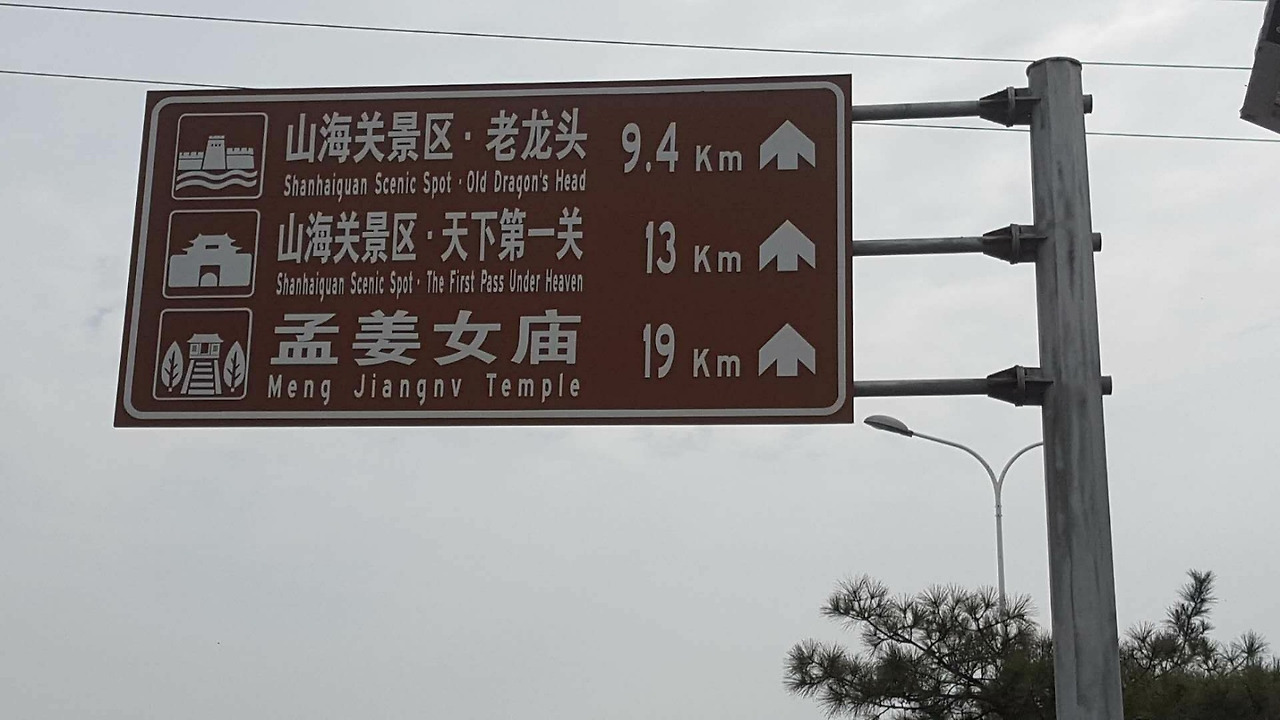 山海关景区·老龙头 9.4 Km
Shanhaiguan Scenic Spot · Old Dragon's Head
山海关景区·天下第一关 13 Km
Shanhaiguan Scenic Spot · The First Pass Under Heaven
孟姜女庙 19 Km
Meng Jiangnv Temple